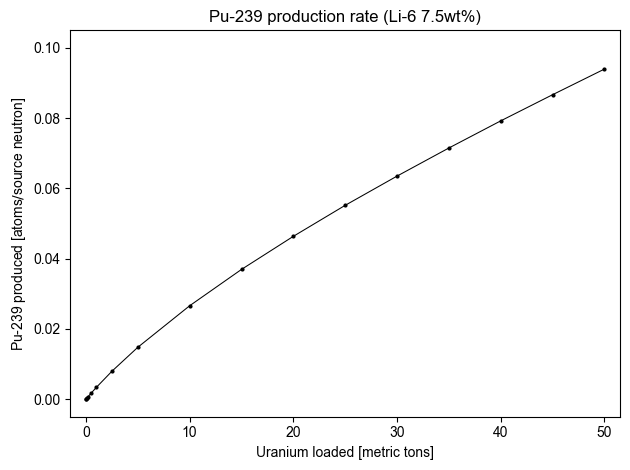 Pu-239 production rate (Li-6 7.5wt%)
Pu-239 produced [atoms/source neutron]
0.10
0.08
0.06
0.04
0.02
0.00
0 10 20 30 40 50
Uranium loaded [metric tons]